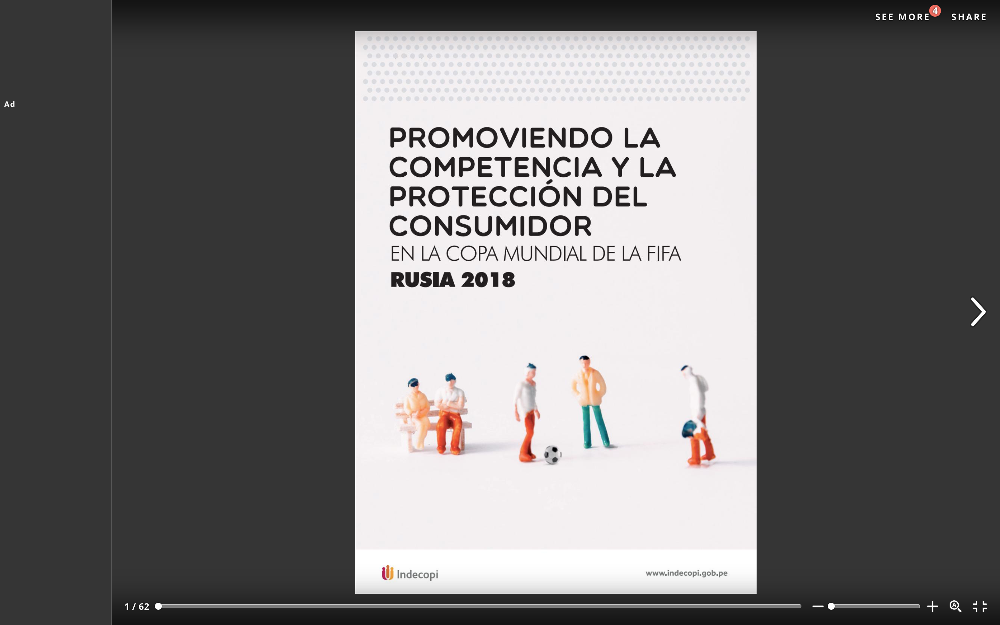 SEE MORE 4 SHARE
Ad
PROMOVIENDO LA
COMPETENCIA Y LA
PROTECCIÓN DEL
CONSUMIDOR
EN LA COPA MUNDIAL DE LA FIFA
RUSIA 2018
Indecopi
www.indecopi.gob.pe
1 / 62
A